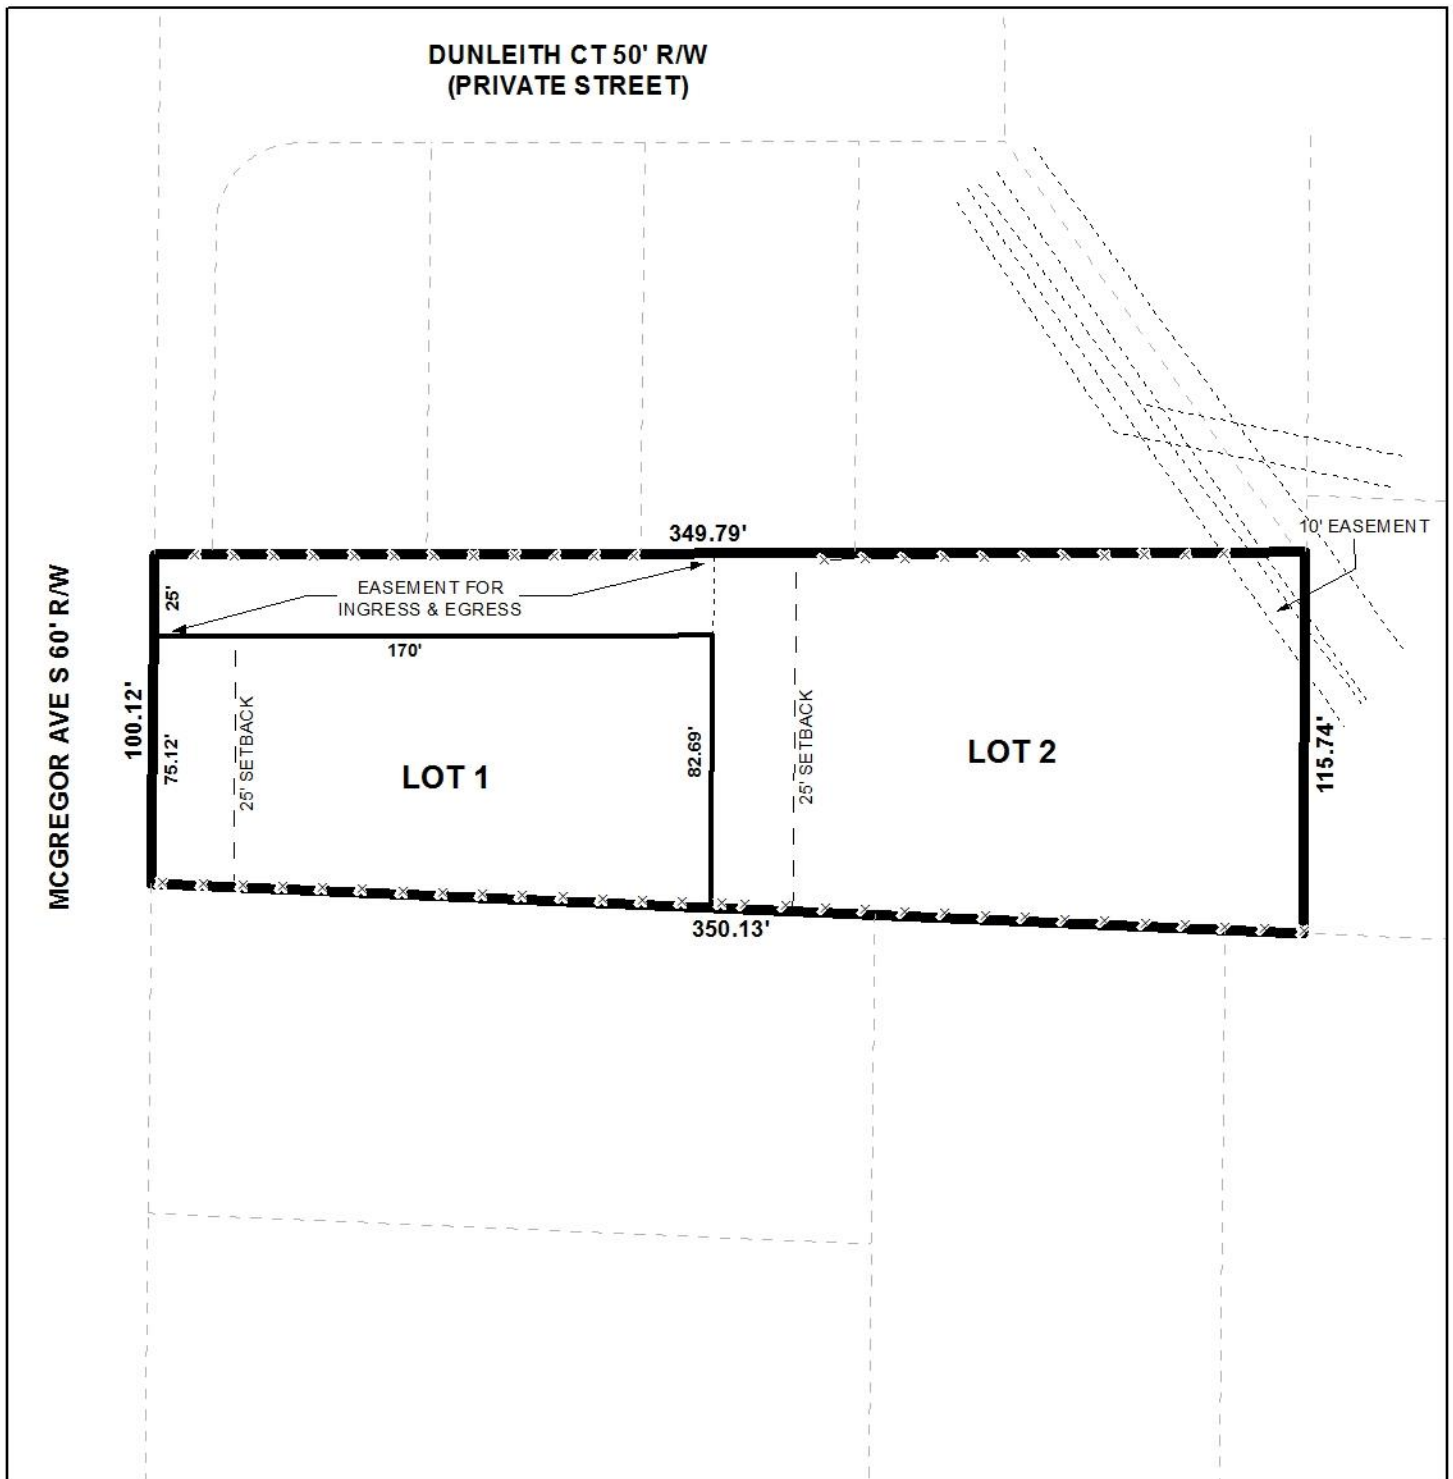 DUNLEITH CT 50' R/W
(PRIVATE STREET)
10' EASEMENT
349.79'
EASEMENT FOR
INGRESS & EGRESS
25'
170'
MCGREGOR AVE S 60' R/W
100.12'
75.12'
25' SETBACK
LOT 1
82.69'
25' SETBACK
LOT 2
115.74'
350.13'